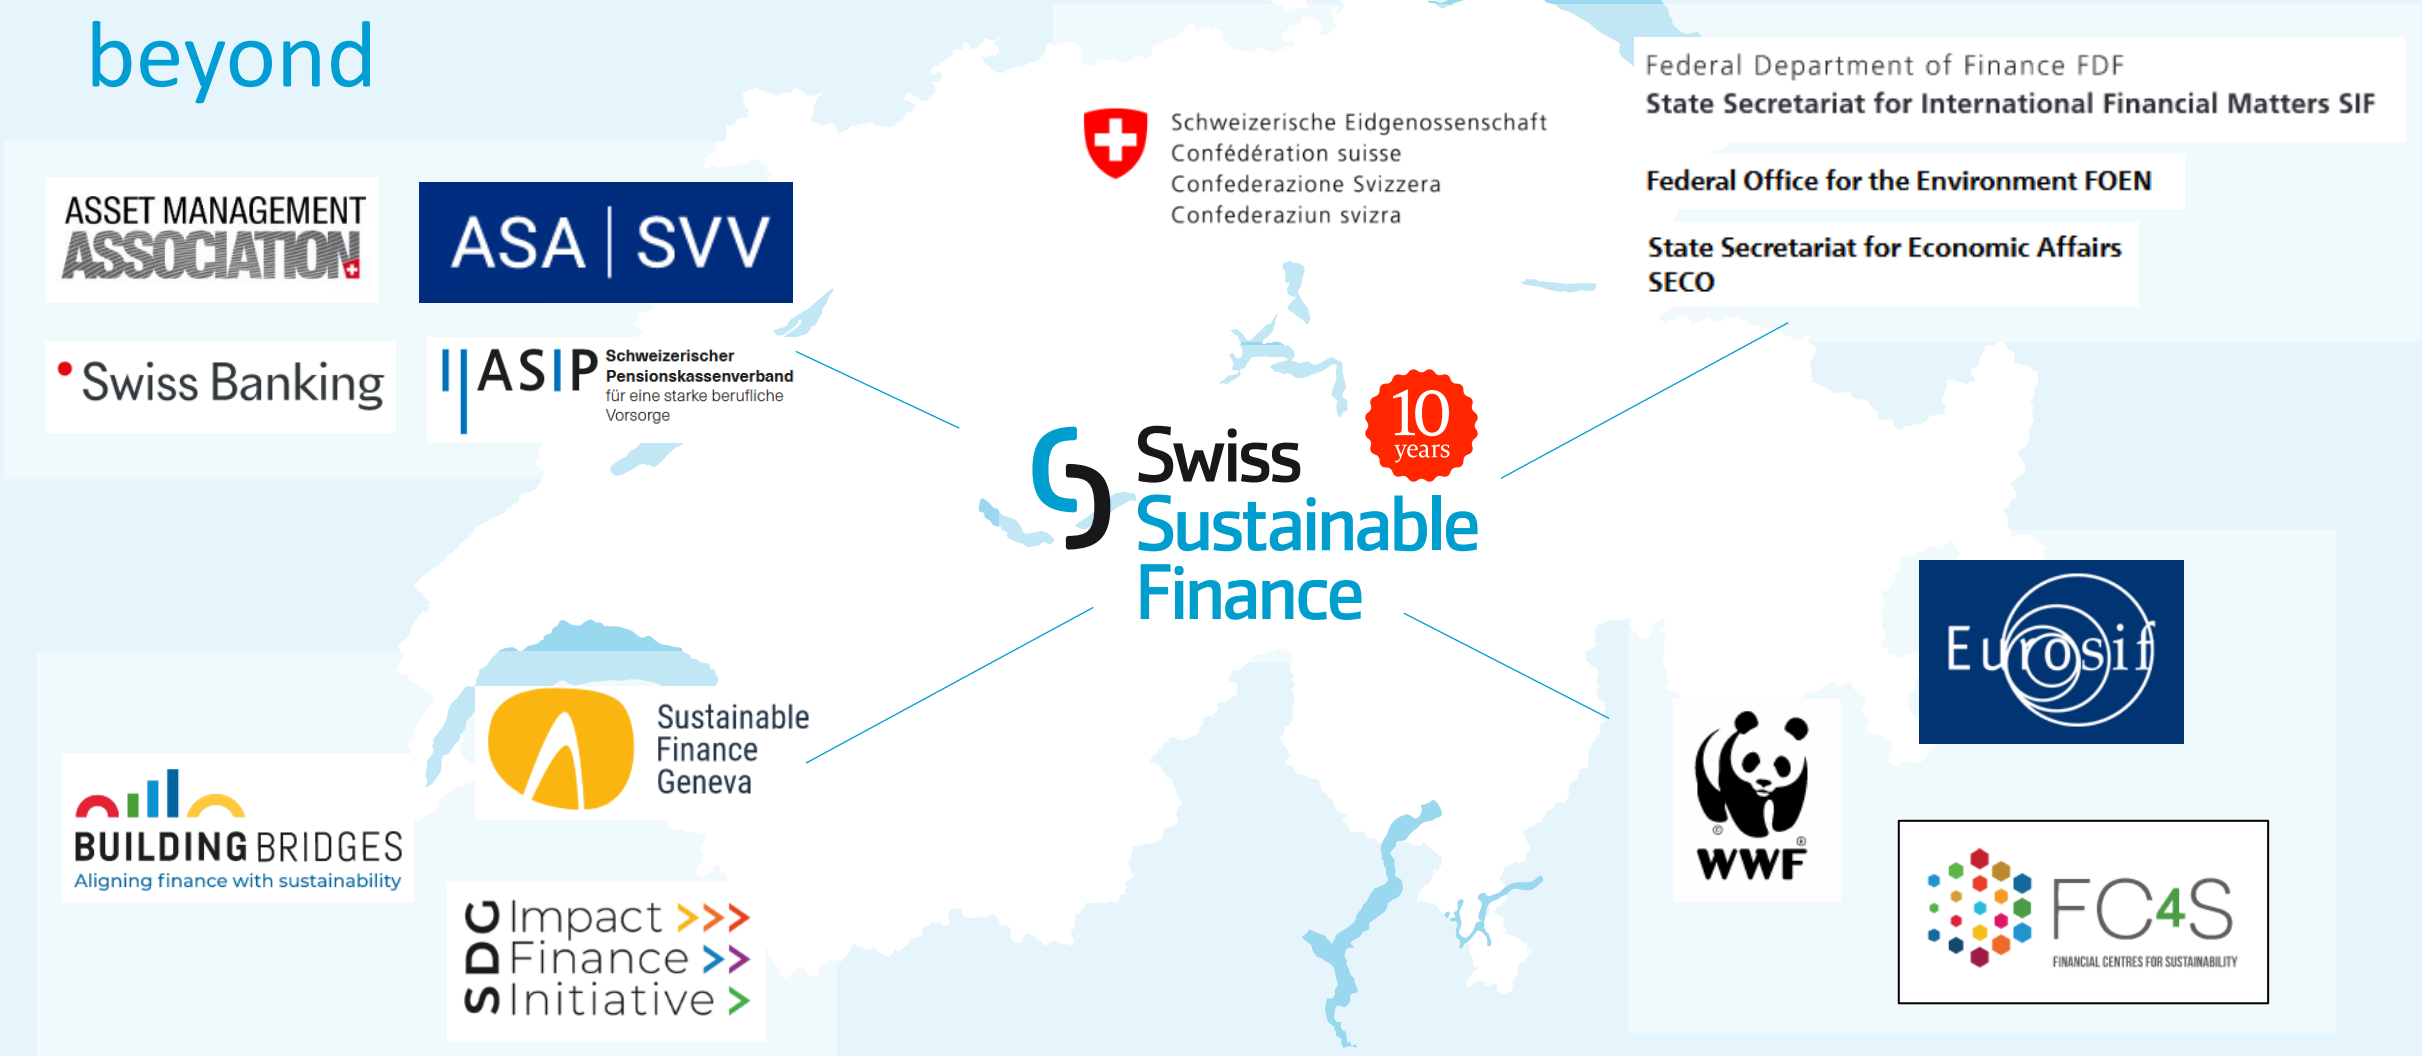 beyond
ASSET MANAGEMENT
ASSOCIATION
ASA | SVV
Swiss Banking
ASIP
Schweizerischer
Pensionskassenverband
für eine starke berufliche
Vorsorge
Schweizerische Eidgenossenschaft
Confédération suisse
Confederazione Svizzera
Confederaziun svizra
Federal Department of Finance FDF
State Secretariat for International Financial Matters SIF
Federal Office for the Environment FOEN
State Secretariat for Economic Affairs
SECO
Swiss
Sustainable
Finance
10
years
Sustainable
Finance
Geneva
BUILDING BRIDGES
Aligning finance with sustainability
SDG
Impact
Finance
Initiative
Eurosif
©
WWF®
FC4S
FINANCIAL CENTRES FOR SUSTAINABILITY